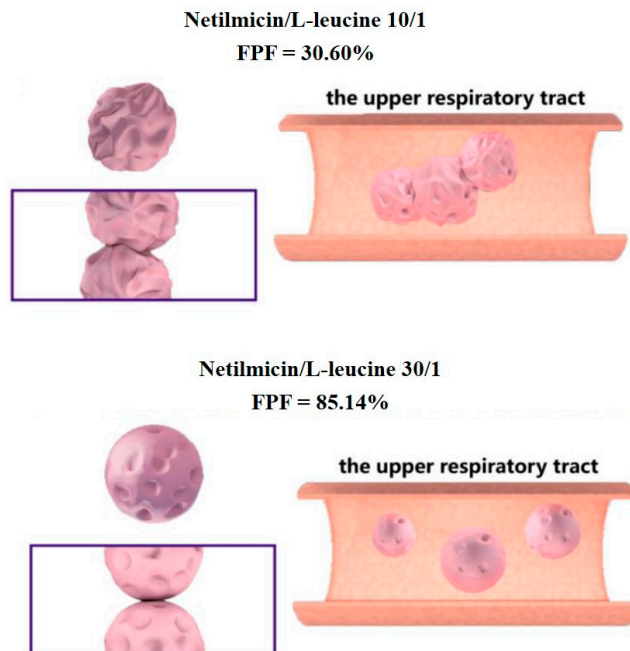 Netilmicin/L-leucine 10/1
FPF = 30.60%
the upper respiratory tract
Netilmicin/L-leucine 30/1
FPF = 85.14%
the upper respiratory tract